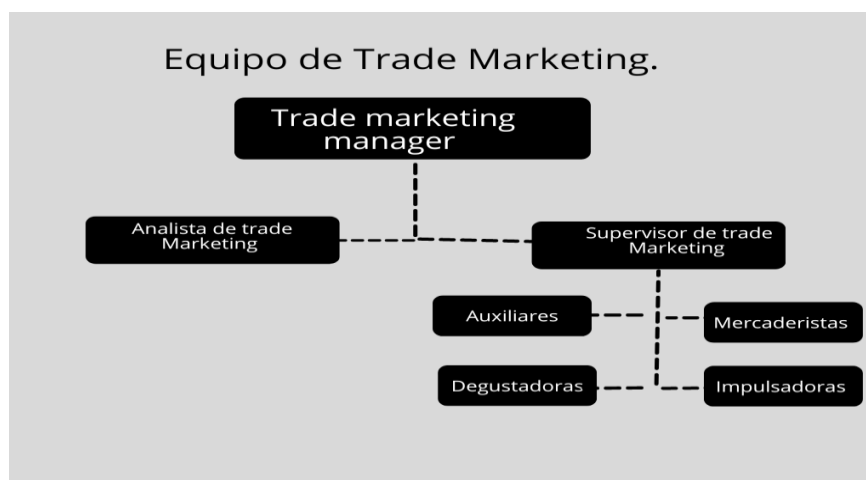 Equipo de Trade Marketing.
Trade marketing
manager
Analista de trade
Marketing
Supervisor de trade
Marketing
Auxiliares
Mercaderistas
Degustadoras
Impulsadoras